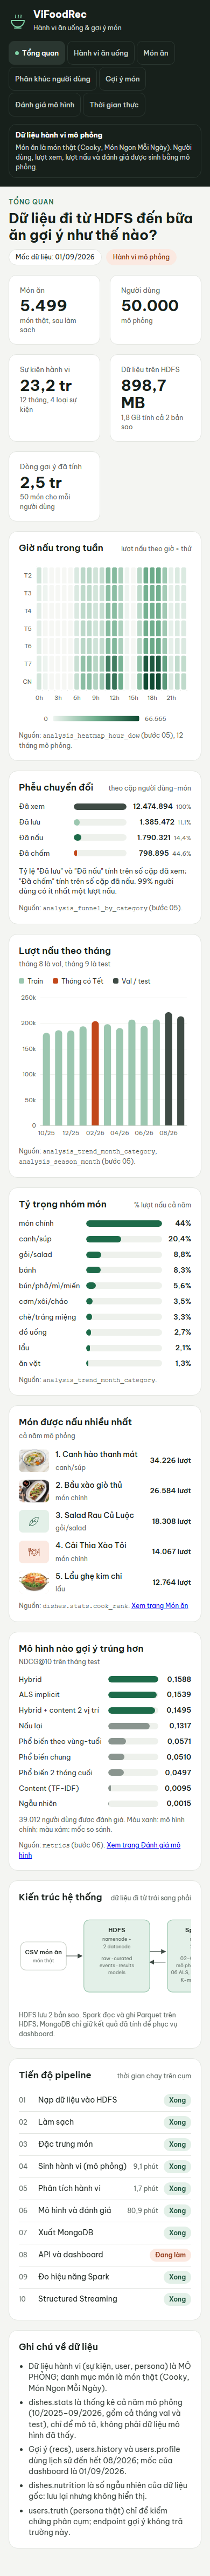 ViFoodRec
Hành vi ăn uống & gợi ý món
Tổng quan
Hành vi ăn uống
Món ăn
Phân khúc người dùng
Gợi ý món
Đánh giá mô hình
Thời gian thực
Dữ liệu hành vi mô phỏng
Món ăn là món thật (Cooky, Món Ngon Mỗi Ngày). Người
dùng, lượt xem, lượt nấu và đánh giá được sinh bằng mô
phỏng.
TỔNG QUAN
Dữ liệu đi từ HDFS đến bữa
ăn gợi ý như thế nào?
Mốc dữ liệu: 01/09/2026
Hành vi mô phỏng
Món ăn
5.499
món thật, sau làm
sạch
Người dùng
50.000
mô phỏng
Sự kiện hành vi
23,2 tr
12 tháng, 4 loại sự
kiện
Dữ liệu trên HDFS
898,7
MB
1,8 GB tính cả 2 bản
sao
Dòng gợi ý đã tính
2,5 tr
50 món cho mỗi
người dùng
Giờ nấu trong tuần
lượt nấu theo giờ × thứ
T2
T3
T4
T5
T6
T7
CN
0h 3h 6h 9h 12h 15h 18h 21h
0 66.565
Nguồn: analysis_heatmap_hour_dow (bước 05), 12
tháng mô phỏng.
Phễu chuyển đổi
theo cặp người dùng–món
Đã xem 12.474.894 100%
Đã lưu 1.385.472 11,1%
Đã nấu 1.790.321 14,4%
Đã chấm 798.895 44,6%
Tỷ lệ "Đã lưu" và "Đã nấu" tính trên số cặp đã xem;
"Đã chấm" tính trên số cặp đã nấu. 99% người
dùng có ít nhất một lượt nấu.
Nguồn: analysis_funnel_by_category (bước 05).
Lượt nấu theo tháng
tháng 8 là val, tháng 9 là test
Train
Tháng có Tết
Val / test
250k
200k
150k
100k
50k
0
10/25 12/25 02/26 04/26 06/26 08/26
Nguồn: analysis_trend_month_category,
analysis_season_month (bước 05).
Tỷ trọng nhóm món
% lượt nấu cả năm
món chính 44%
canh/súp 20,4%
gỏi/salad 8,8%
bánh 8,3%
bún/phở/mì/miến 5,6%
cơm/xôi/cháo 3,5%
chè/tráng miệng 3,3%
đồ uống 2,7%
lẩu 2,1%
ăn vặt 1,3%
Nguồn: analysis_trend_month_category.
Món được nấu nhiều nhất
cả năm mô phỏng
1. Canh hào thanh mát
canh/súp
34.226 lượt
2. Bầu xào giò thủ
món chính
26.584 lượt
3. Salad Rau Củ Luộc
gỏi/salad
18.308 lượt
4. Cải Thìa Xào Tỏi
món chính
14.067 lượt
5. Lẩu ghẹ kim chi
lẩu
12.764 lượt
Nguồn: dishes.stats.cook_rank. Xem trang Món ăn
Mô hình nào gợi ý trúng hơn
NDCG@10 trên tháng test
Hybrid 0,1588
ALS implicit 0,1539
Hybrid + content 2 vị trí 0,1495
Nấu lại 0,1317
Phổ biến theo vùng-tuổi 0,0571
Phổ biến chung 0,0510
Phổ biến 2 tháng cuối 0,0497
Content (TF-IDF) 0,0095
Ngẫu nhiên 0,0015
39.012 người dùng được đánh giá. Màu xanh: mô hình
chính; màu xám: mốc so sánh.
Nguồn: metrics (bước 06). Xem trang Đánh giá mô
hình
Kiến trúc hệ thống
dữ liệu đi từ trái sang phải
CSV món ăn
món thật
HDFS
namenode +
2 datanode
raw · curated
events · results
models
HDFS lưu 2 bản sao. Spark đọc và ghi Parquet trên
HDFS; MongoDB chỉ giữ kết quả đã tính để phục vụ
dashboard.
Tiến độ pipeline
thời gian chạy trên cụm
01 Nạp dữ liệu vào HDFS Xong
02 Làm sạch Xong
03 Đặc trưng món Xong
04 Sinh hành vi (mô phỏng) 9,1 phút Xong
05 Phân tích hành vi 1,7 phút Xong
06 Mô hình và đánh giá 80,9 phút Xong
07 Xuất MongoDB Xong
08 API và dashboard Đang làm
09 Đo hiệu năng Spark Xong
10 Structured Streaming Xong
Ghi chú về dữ liệu
• Dữ liệu hành vi (sự kiện, user, persona) là MÔ
PHỎNG; danh mục món là món thật (Cooky,
Món Ngon Mỗi Ngày).
• dishes.stats là thống kê cả năm mô phỏng
(10/2025–09/2026, gồm cả tháng val và
test), chỉ để mô tả, không phải dữ liệu mô
hình đã thấy.
• Gợi ý (recs), users.history và users.profile
dùng lịch sử đến hết 08/2026; mốc của
dashboard là 01/09/2026.
• dishes.nutrition là số ngẫu nhiên của dữ liệu
gốc: lưu lại nhưng không hiển thị.
• users.truth (persona thật) chỉ để kiểm
chứng phân cụm; endpoint gợi ý không trả
trường này.